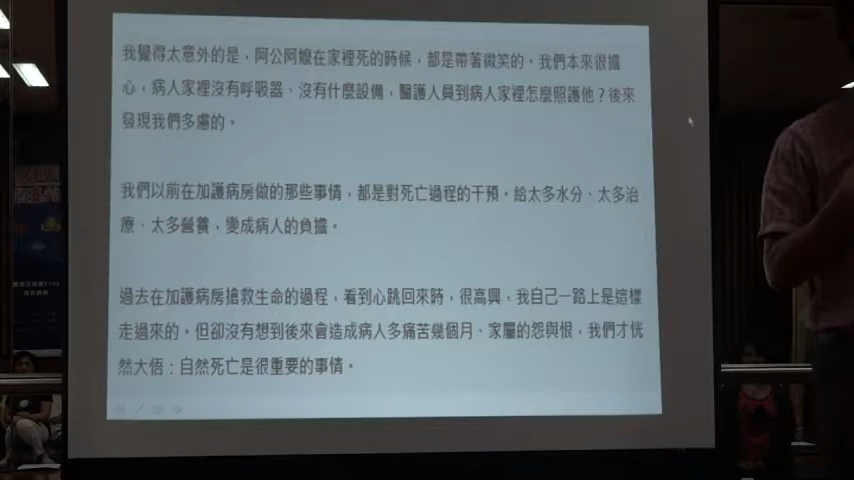 我覺得太意外的是，阿公阿嬤在家裡死的時候，都是帶著微笑的。我們本來很擔
心，病人家裡沒有呼吸器、沒有什麼設備，醫護人員到病人家裡怎麼照護他？後來
發現我們多慮的。
我們以前在加護病房做的那些事情，都是對死亡過程的干預。給太多水分、太多治
療、太多營養，變成病人的負擔。
過去在加護病房搶救生命的過程，看到心跳回來時，很高興，我自己一路上是這樣
走過來的。但卻沒有想到後來會造成病人多痛苦幾個月、家屬的怨與恨，我們才恍
然大悟：自然死亡是很重要的事情。